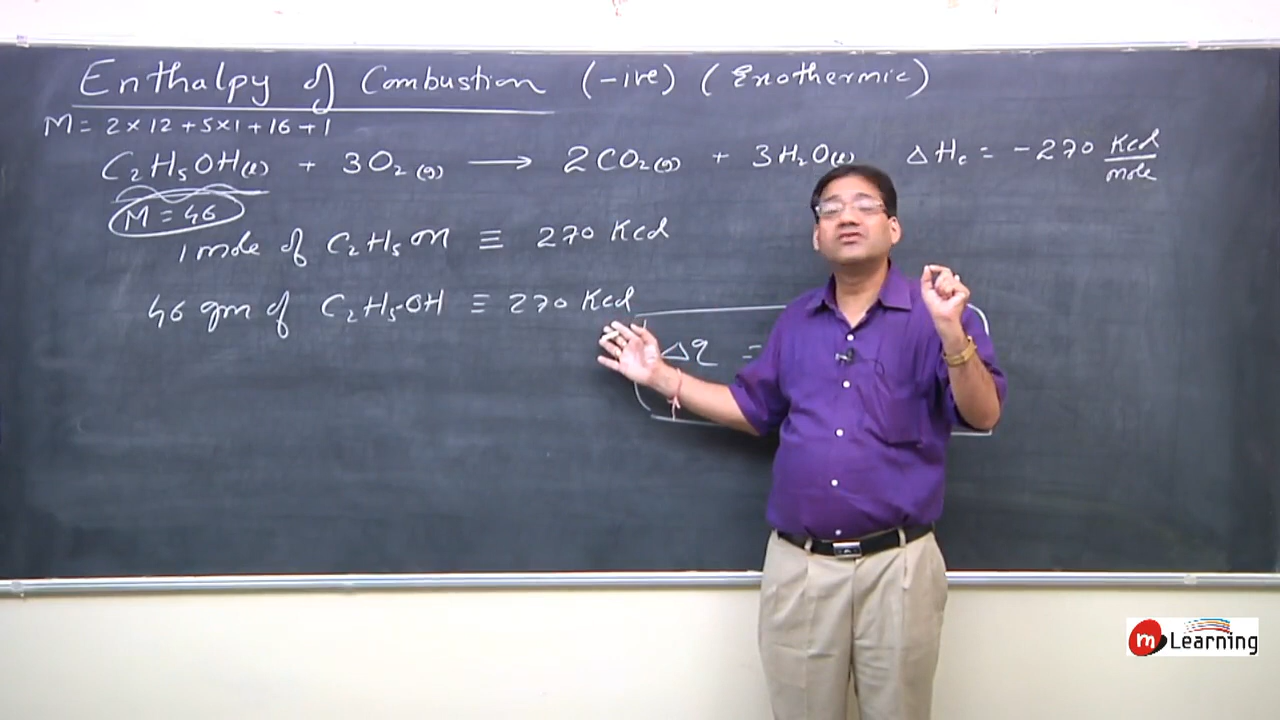 Enthalpy of Combustion (-ive) (Exothermic)
M = 2 x 12 + 5 x 1 + 16 + 1
C₂H₅OH(l) + 3O₂(g) ⟶ 2CO₂(g) + 3H₂O(l) ΔHc = -270 Kcal/mole
M = 46
1 mole of C₂H₅OH ≡ 270 Kcal
46 gm of C₂H₅OH ≡ 270 Kcal
Δq =
m Learning